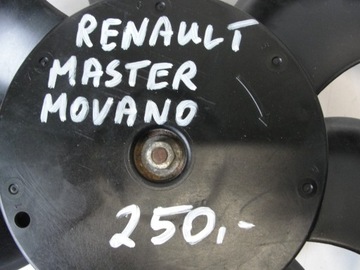 RENAULT
MASTER
MOVANO
250,-